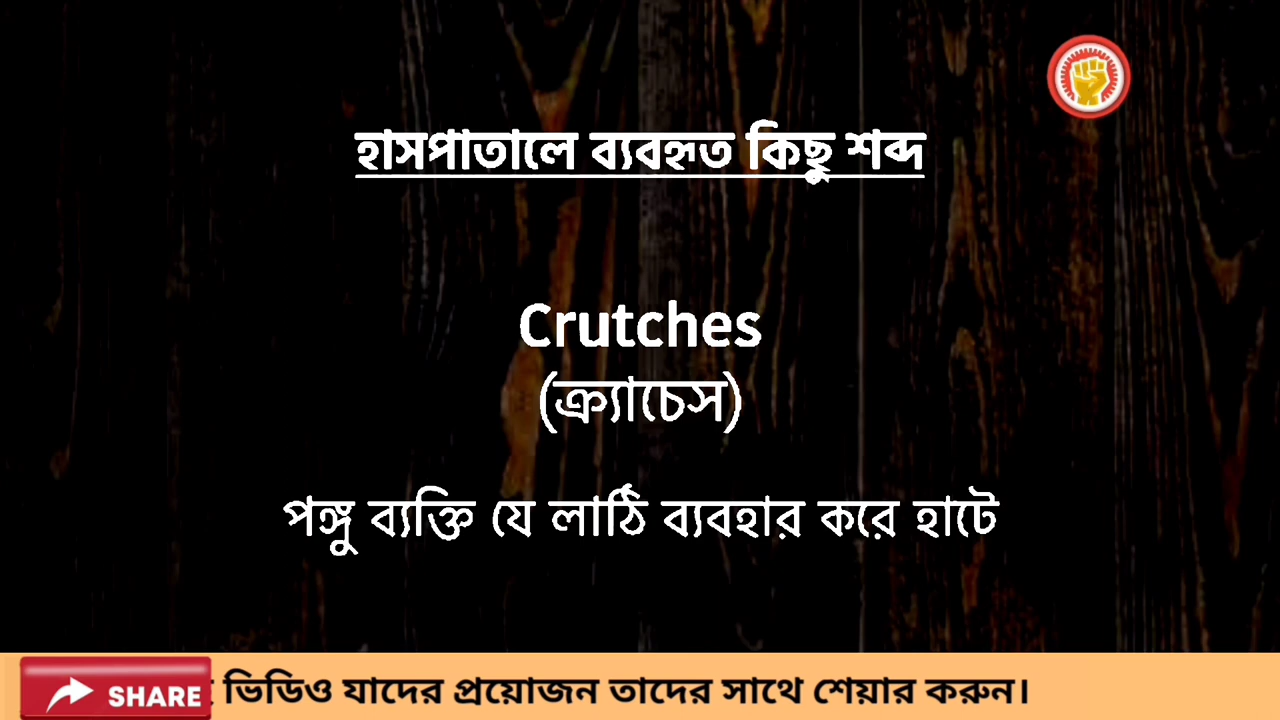 হাসপাতালে ব্যবহৃত কিছু শব্দ
Crutches
(ক্র্যাচেস)
পঙ্গু ব্যক্তি যে লাঠি ব্যবহার করে হাটে
SHARE
ভিডিও যাদের প্রয়োজন তাদের সাথে শেয়ার করুন।